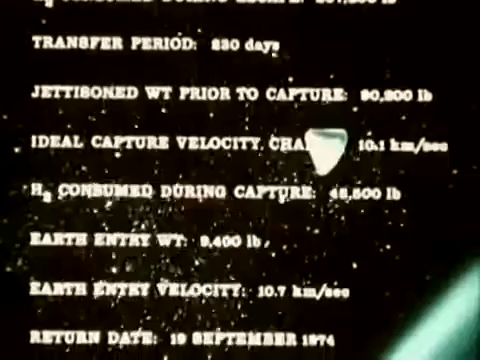 TRANSFER PERIOD: 230 days
JETTISONED WT PRIOR TO CAPTURE: 90,200 lb
IDEAL CAPTURE VELOCITY 10.1 km/sec
H₂ CONSUMED DURING CAPTURE: 46,500 lb
EARTH ENTRY WT: 9,400 lb
EARTH ENTRY VELOCITY: 10.7 km/sec
RETURN DATE: 19 SEPTEMBER 1974